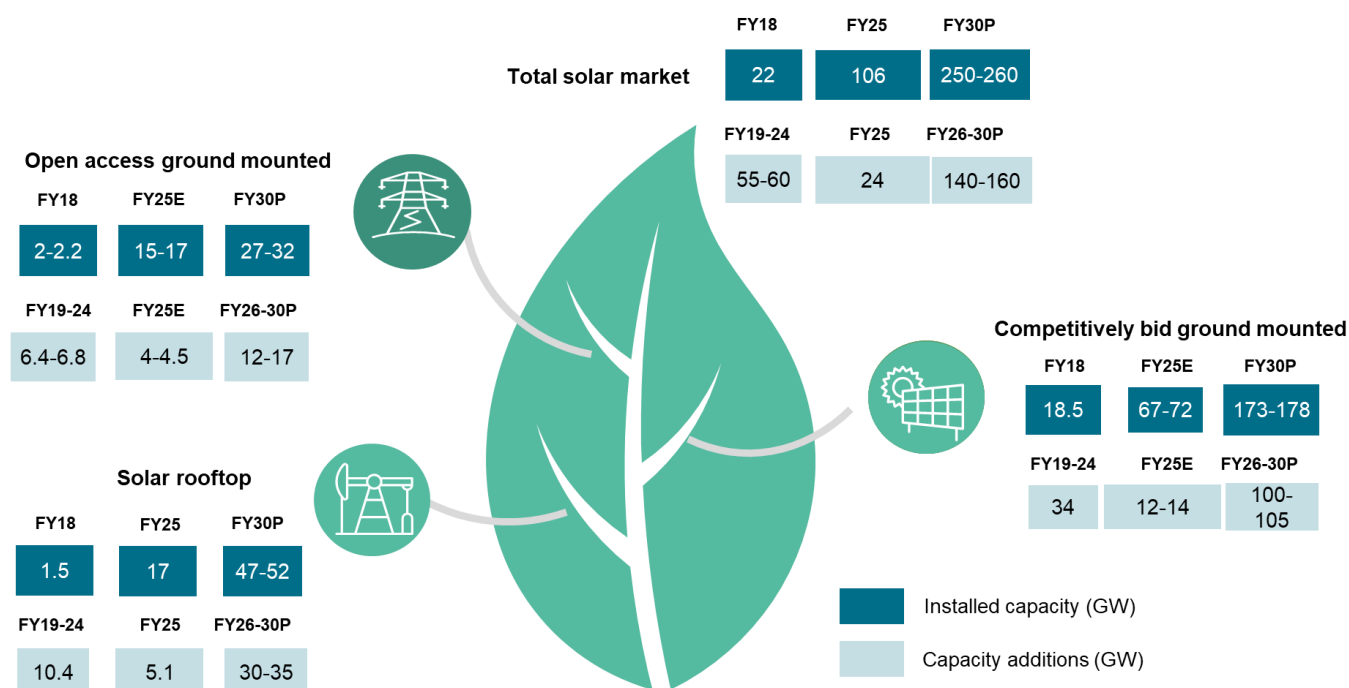 FY18 FY25 FY30P
Total solar market 22 106 250-260
FY19-24 FY25 FY26-30P
55-60 24 140-160
Open access ground mounted
FY18 FY25E FY30P
2-2.2 15-17 27-32
FY19-24 FY25E FY26-30P
6.4-6.8 4-4.5 12-17
Competitively bid ground mounted
FY18 FY25E FY30P
18.5 67-72 173-178
FY19-24 FY25E FY26-30P
34 12-14 100-
105
Solar rooftop
FY18 FY25 FY30P
1.5 17 47-52
FY19-24 FY25 FY26-30P
10.4 5.1 30-35
Installed capacity (GW)
Capacity additions (GW)